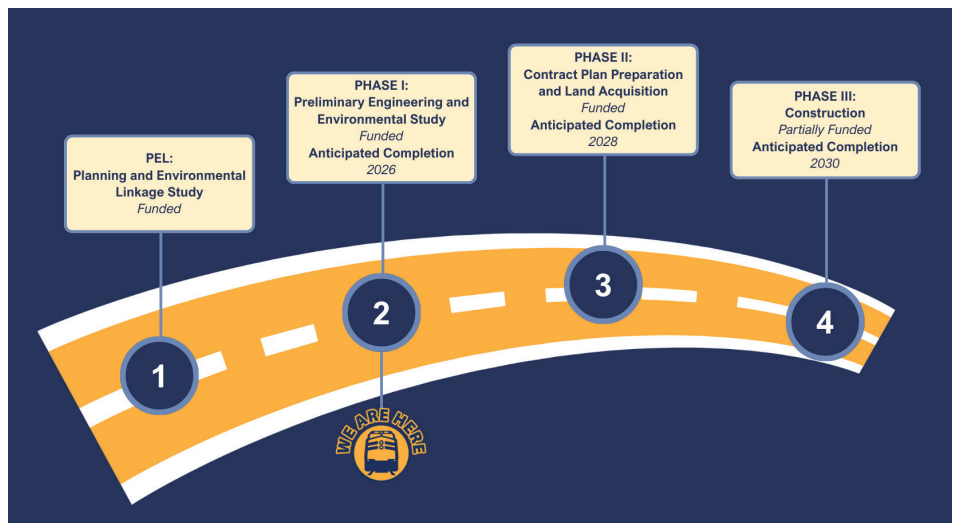 PEL:
Planning and Environmental
Linkage Study
Funded
PHASE I:
Preliminary Engineering and
Environmental Study
Funded
Anticipated Completion
2026
PHASE II:
Contract Plan Preparation
and Land Acquisition
Funded
Anticipated Completion
2028
PHASE III:
Construction
Partially Funded
Anticipated Completion
2030
1
2
3
4
WE ARE HERE